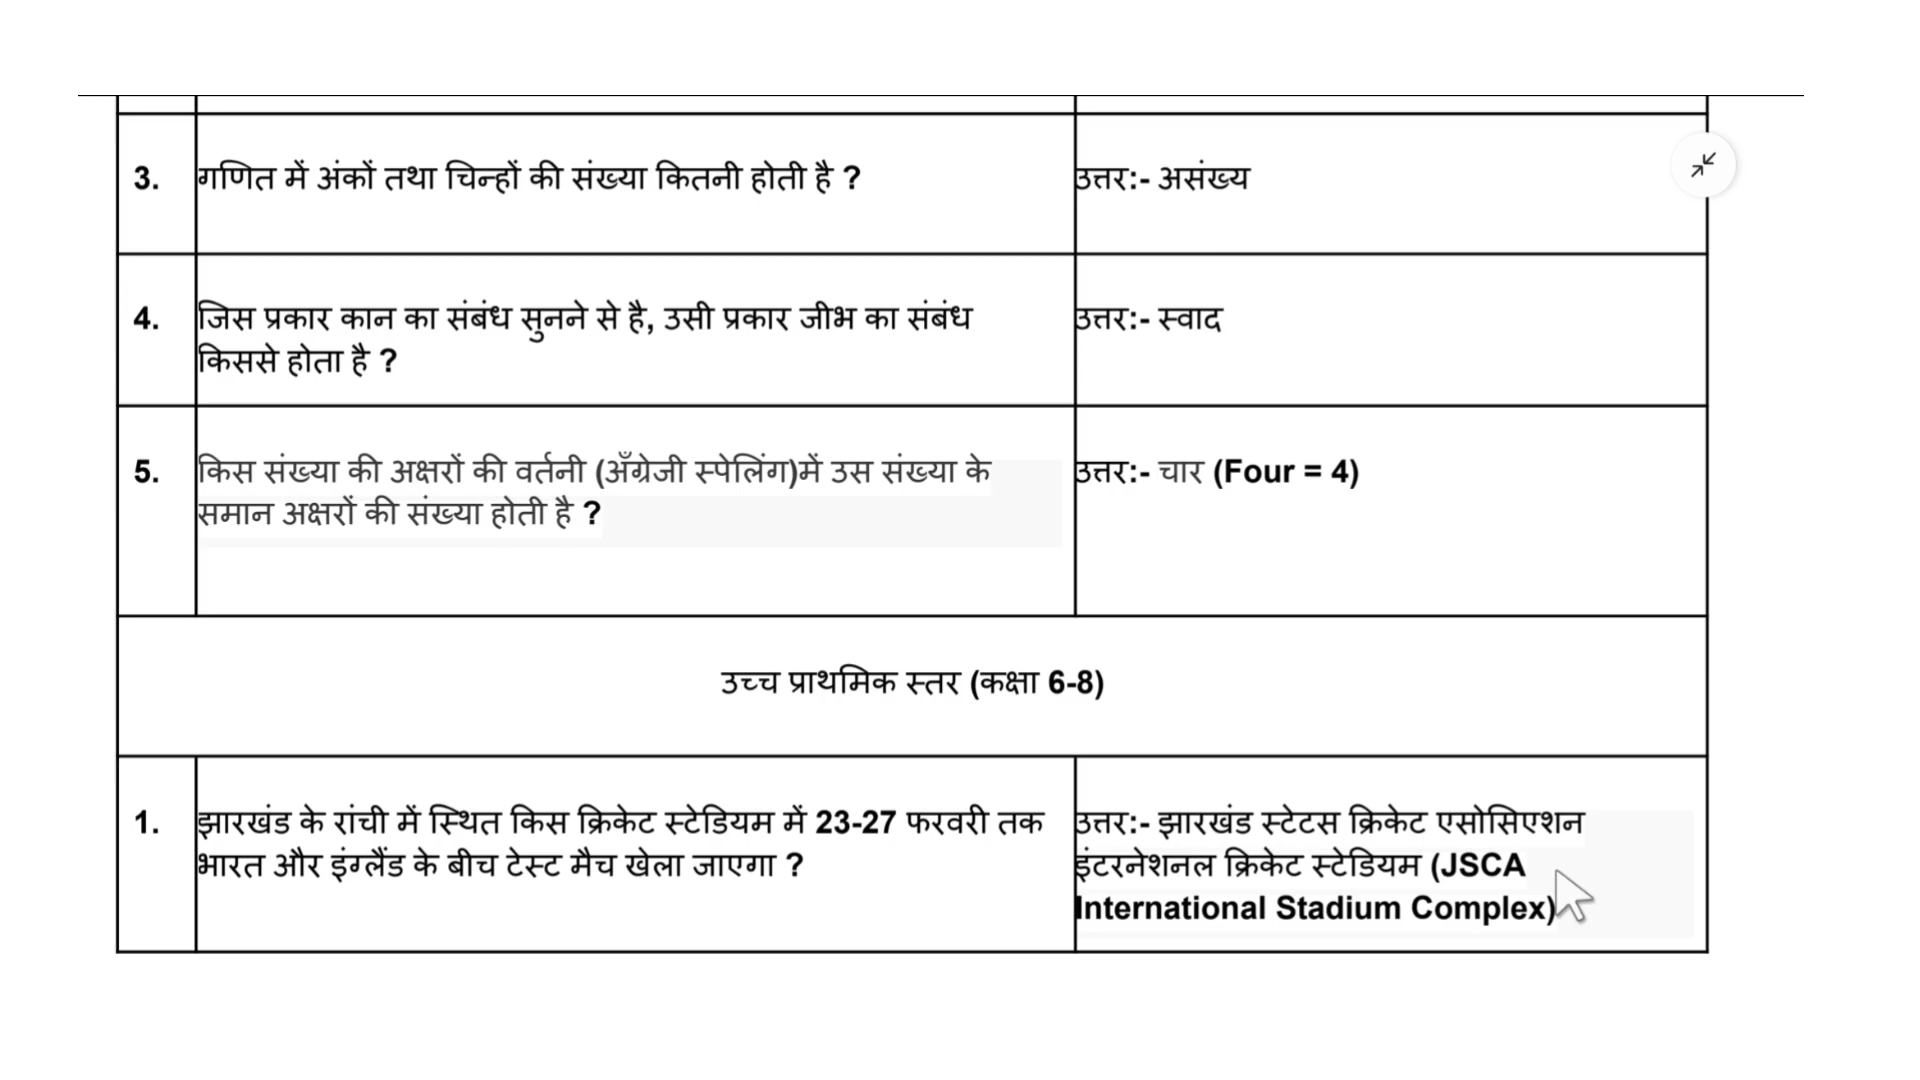 3. गणित में अंकों तथा चिन्हों की संख्या कितनी होती है ? उत्तर:- असंख्य
4. जिस प्रकार कान का संबंध सुनने से है, उसी प्रकार जीभ का संबंध
किससे होता है ?
उत्तर:- स्वाद
5. किस संख्या की अक्षरों की वर्तनी (अँग्रेजी स्पेलिंग)में उस संख्या के
समान अक्षरों की संख्या होती है ?
उत्तर:- चार (Four = 4)
उच्च प्राथमिक स्तर (कक्षा 6-8)
1. झारखंड के रांची में स्थित किस क्रिकेट स्टेडियम में 23-27 फरवरी तक
भारत और इंग्लैंड के बीच टेस्ट मैच खेला जाएगा ?
उत्तर:- झारखंड स्टेटस क्रिकेट एसोसिएशन
इंटरनेशनल क्रिकेट स्टेडियम (JSCA
International Stadium Complex)